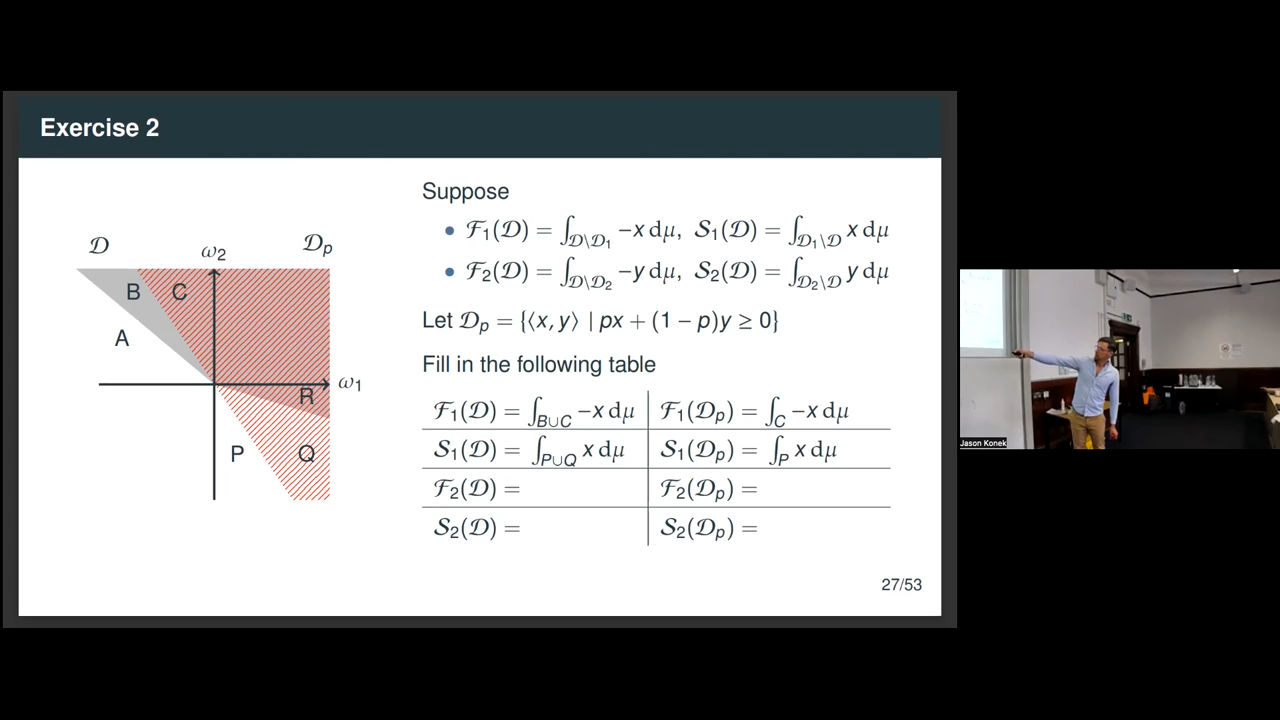 Exercise 2
Suppose
• ℱ₁(𝒟) = ∫_{𝒟\𝒟₁} −x dμ, 𝒮₁(𝒟) = ∫_{𝒟₁\𝒟} x dμ
• ℱ₂(𝒟) = ∫_{𝒟\𝒟₂} −y dμ, 𝒮₂(𝒟) = ∫_{𝒟₂\𝒟} y dμ
Let 𝒟ₚ = {⟨x, y⟩ | px + (1 − p)y ≥ 0}
Fill in the following table
ℱ₁(𝒟) = ∫_{B∪C} −x dμ ℱ₁(𝒟ₚ) = ∫_C −x dμ
𝒮₁(𝒟) = ∫_{P∪Q} x dμ 𝒮₁(𝒟ₚ) = ∫_P x dμ
ℱ₂(𝒟) = ℱ₂(𝒟ₚ) =
𝒮₂(𝒟) = 𝒮₂(𝒟ₚ) =
𝒟 ω₂ 𝒟ₚ
B C
A
ω₁
R
P Q
27/53
Jason Konek